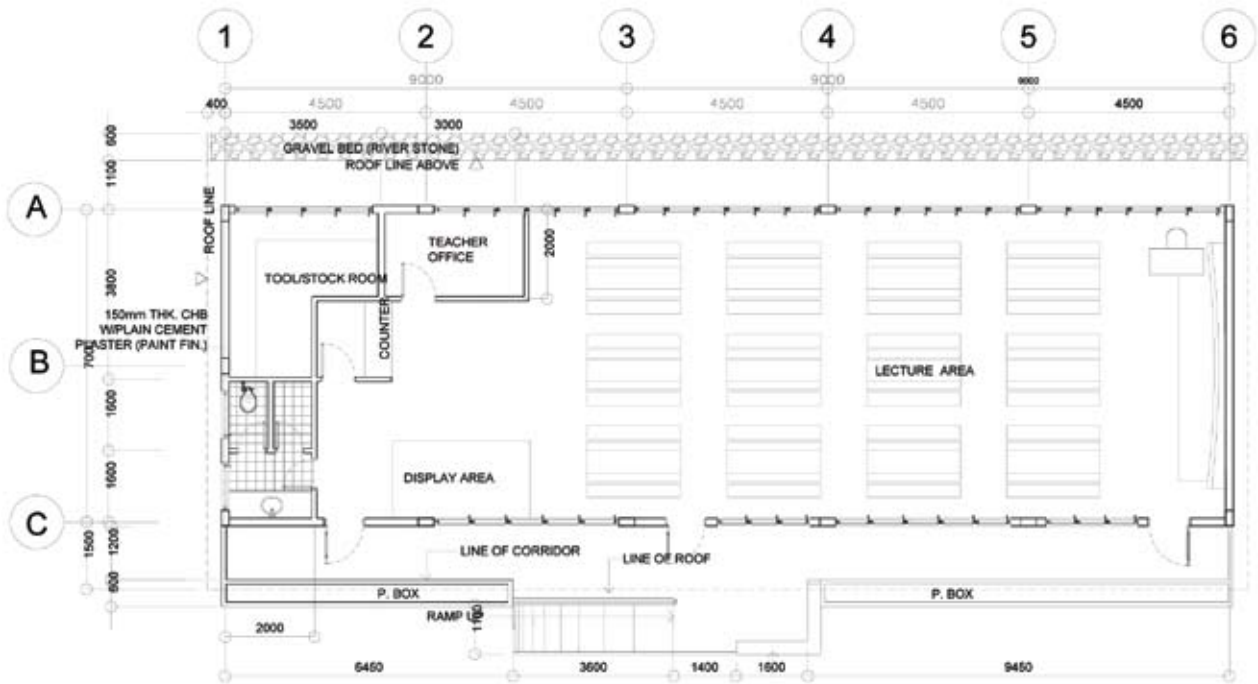 1 2 3 4 5 6
9000 9000 9000
400 4500 4500 4500 4500 4500
3500 3000
600
GRAVEL BED (RIVER STONE)
ROOF LINE ABOVE
1100
A
ROOF LINE
TEACHER
OFFICE
2000
TOOL/STOCK ROOM
3800
COUNTER
150mm THK. CHB
W/PLAIN CEMENT
PLASTER (PAINT FIN.)
7000
B
LECTURE AREA
1600
1600
DISPLAY AREA
C
1500
1200
LINE OF CORRIDOR
LINE OF ROOF
600
P. BOX
P. BOX
RAMP U
1100
2000
6450 3600 1400 1600 9450